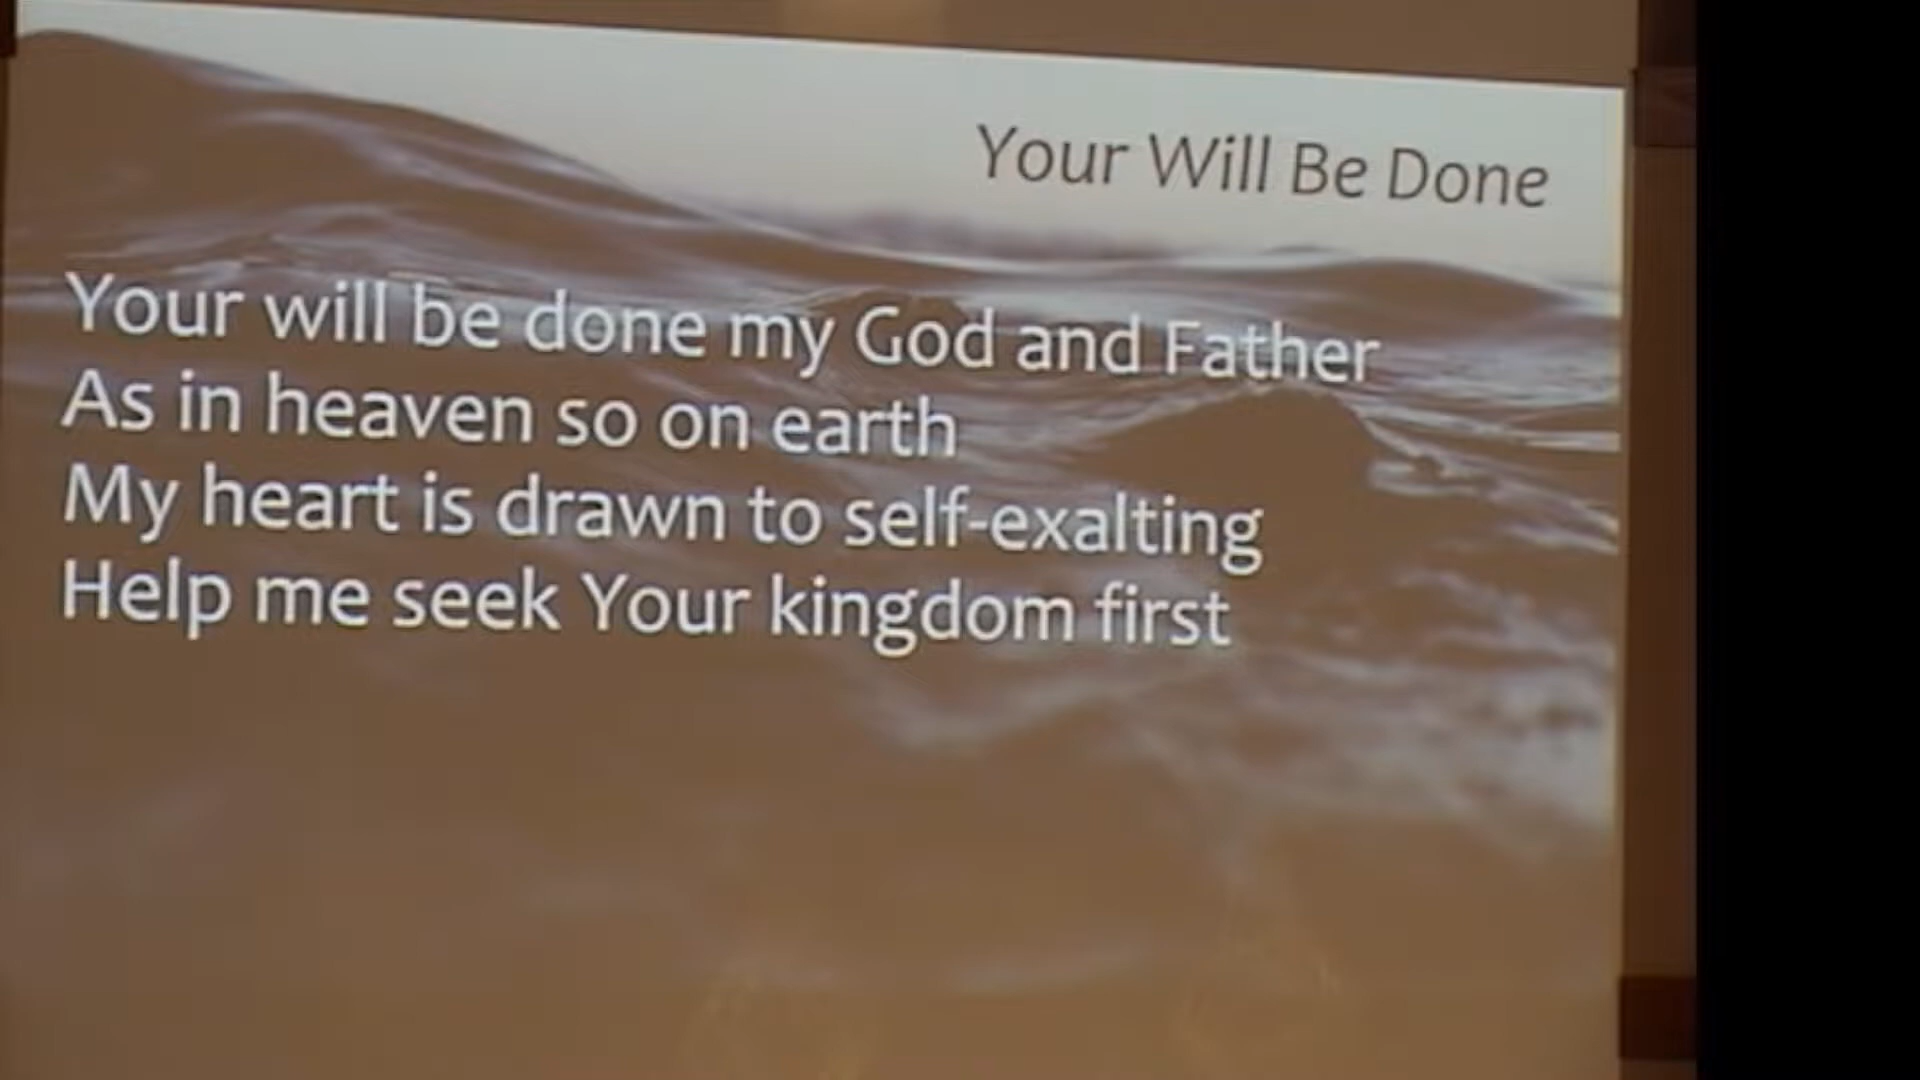 Your Will Be Done
Your will be done my God and Father
As in heaven so on earth
My heart is drawn to self-exalting
Help me seek Your kingdom first